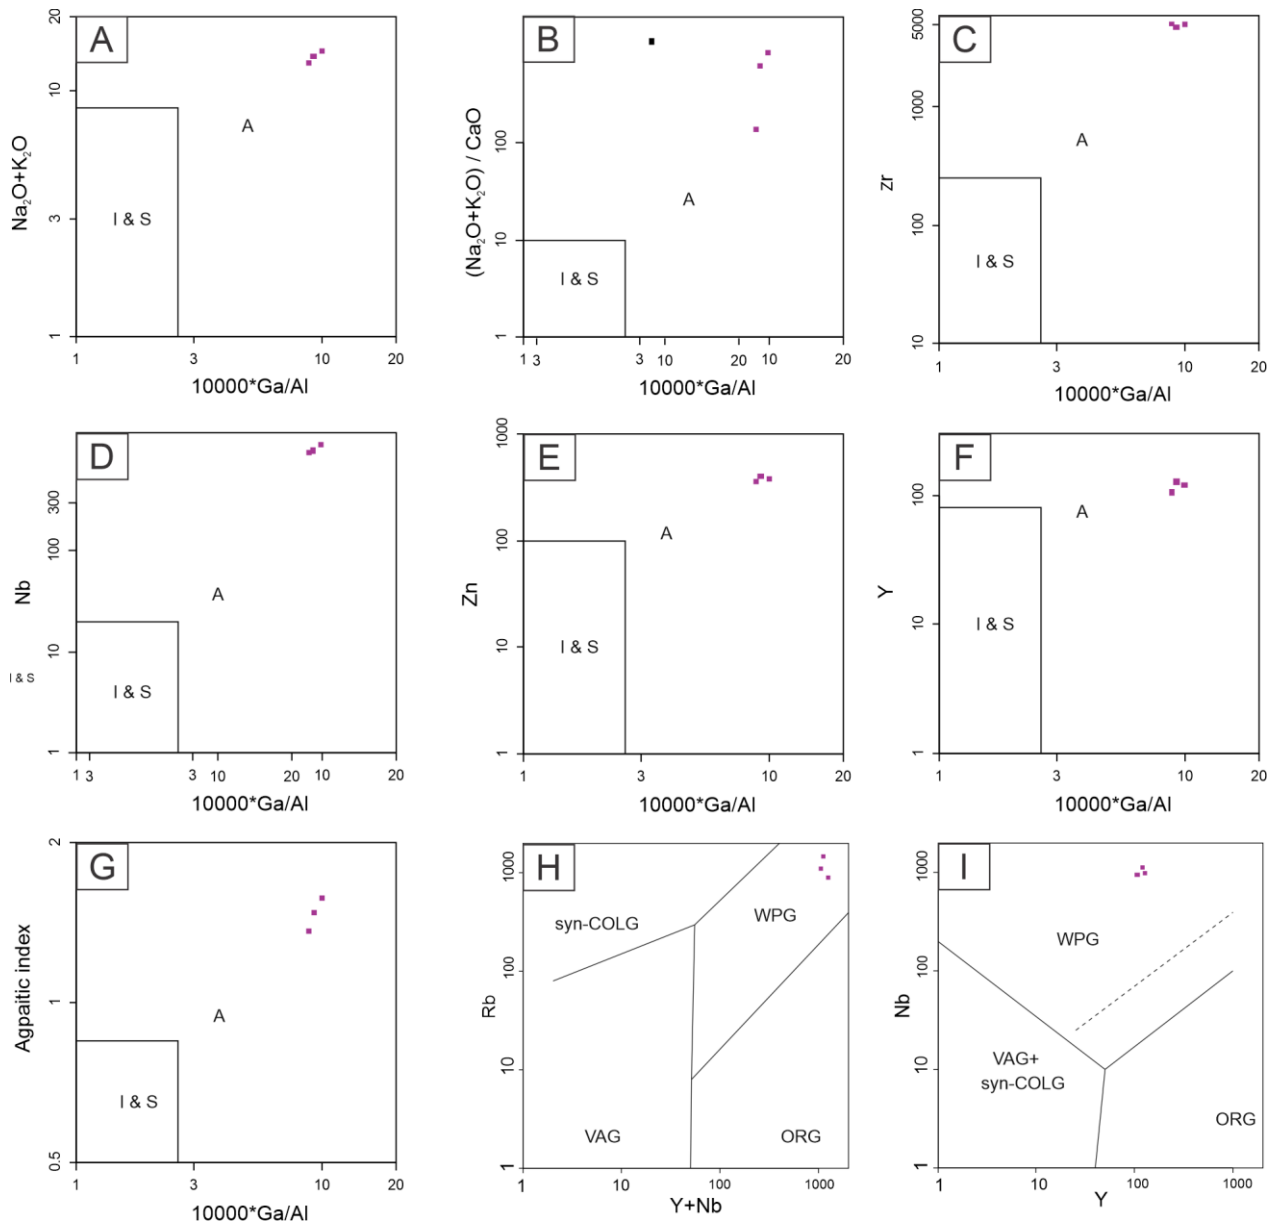 A
20
10
3
1
Na₂O+K₂O
A
I & S
1 3 10 20
10000*Ga/Al
B
100
10
1
(Na₂O+K₂O) / CaO
A
I & S
1 3 3 10 20 10
20
10000*Ga/Al
C
5000
1000
100
10
Zr
A
I & S
1 3 10 20
10000*Ga/Al
D
300
100
10
1
Nb
I & S
A
I & S
1 3 3 10 20 10 20
10000*Ga/Al
E
1000
100
10
1
Zn
A
I & S
1 3 10 20
10000*Ga/Al
F
100
10
1
Y
A
I & S
1 3 10 20
10000*Ga/Al
G
2
1
0.5
Agpaitic index
A
I & S
1 3 10 20
10000*Ga/Al
H
1000
100
10
1
Rb
syn-COLG
WPG
VAG
ORG
1 10 100 1000
Y+Nb
I
1000
100
10
1
Nb
WPG
VAG+
syn-COLG
ORG
1 10 100 1000
Y